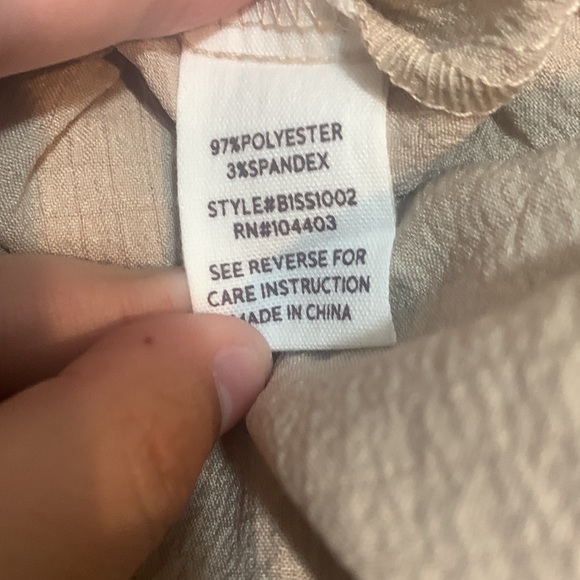 97%POLYESTER
3%SPANDEX
STYLE#B1SS1002
RN#104403
SEE REVERSE FOR
CARE INSTRUCTION
MADE IN CHINA